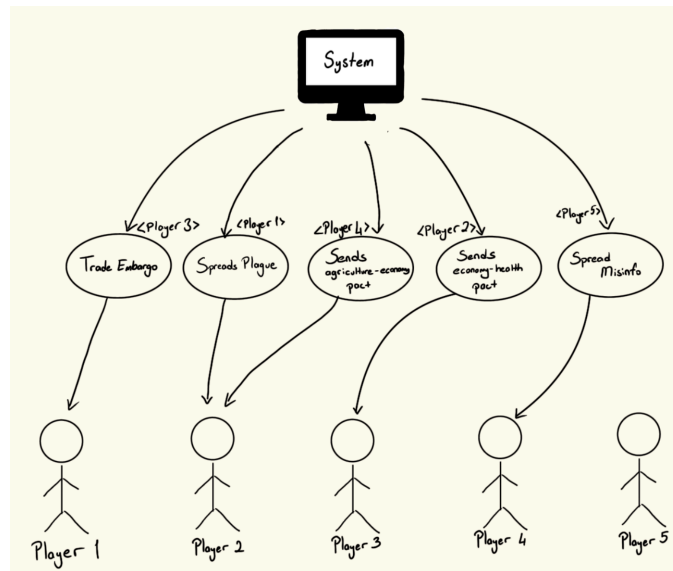 System
<Player 3>
<Player 1>
<Player 4>
<Player 2>
<Player 5>
Trade Embargo
Spreads Plague
Sends
agriculture-economy
pact
Sends
economy-health
pact
Spread
Misinfo
Player 1
Player 2
Player 3
Player 4
Player 5